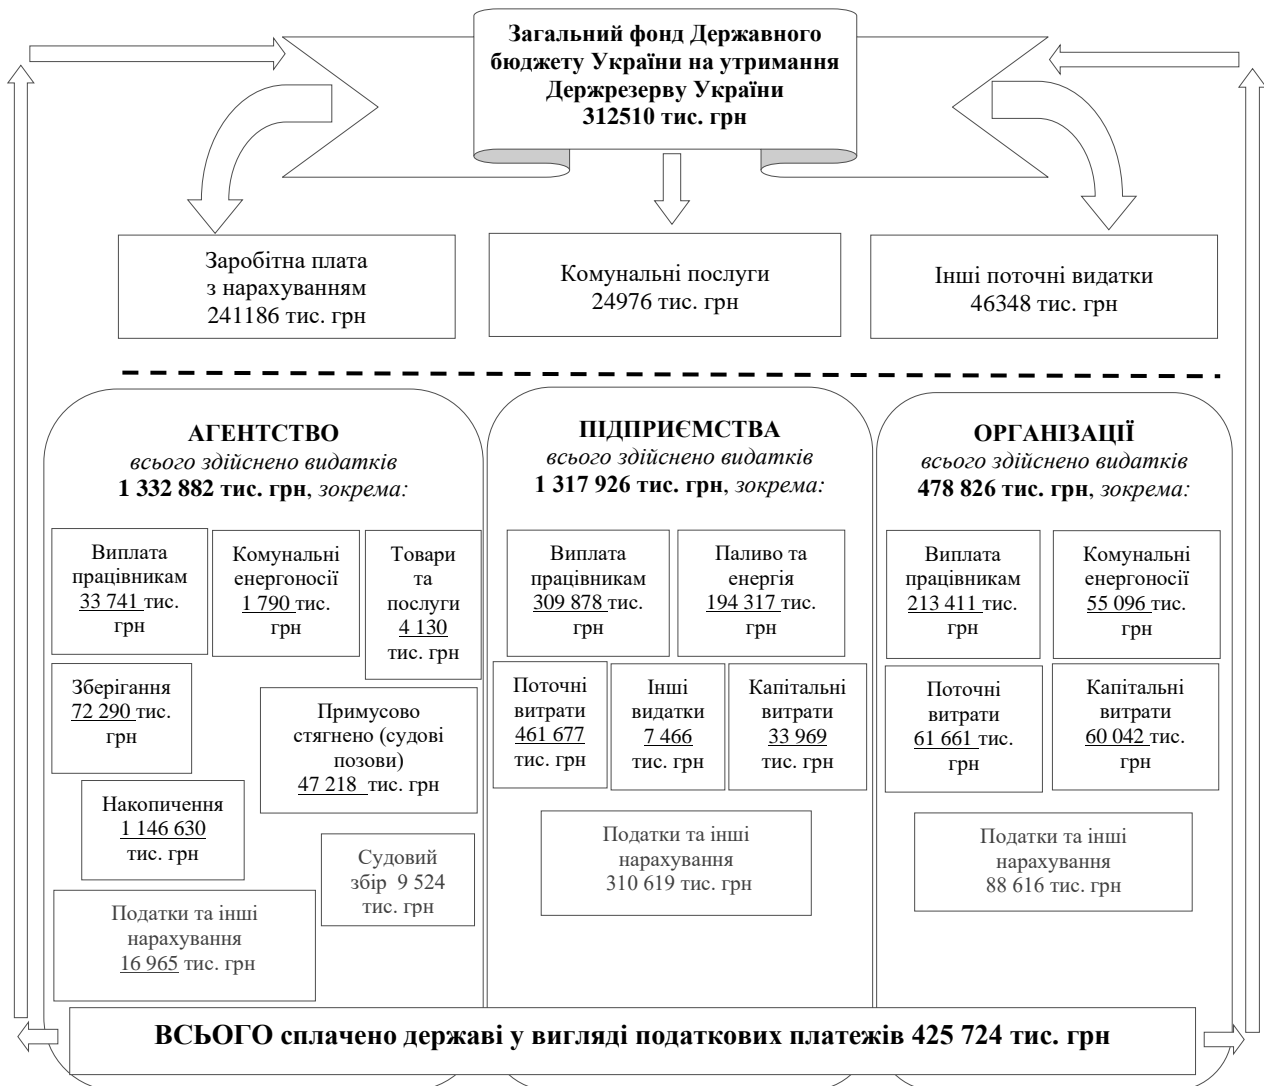 Загальний фонд Державного
бюджету України на утримання
Держрезерву України
312510 тис. грн
Заробітна плата
з нарахуванням
241186 тис. грн
Комунальні послуги
24976 тис. грн
Інші поточні видатки
46348 тис. грн
АГЕНТСТВО
всього здійснено видатків
1 332 882 тис. грн, зокрема:
Виплата
працівникам
33 741 тис.
грн
Комунальні
енергоносії
1 790 тис.
грн
Товари
та
послуги
4 130
тис. грн
Зберігання
72 290 тис.
грн
Примусово
стягнено (судові
позови)
47 218 тис. грн
Накопичення
1 146 630
тис. грн
Судовий
збір 9 524
тис. грн
Податки та інші
нарахування
16 965 тис. грн
ПІДПРИЄМСТВА
всього здійснено видатків
1 317 926 тис. грн, зокрема:
Виплата
працівникам
309 878 тис.
грн
Паливо та
енергія
194 317 тис.
грн
Поточні
витрати
461 677
тис. грн
Інші
видатки
7 466
тис. грн
Капітальні
витрати
33 969
тис. грн
Податки та інші
нарахування
310 619 тис. грн
ОРГАНІЗАЦІЇ
всього здійснено видатків
478 826 тис. грн, зокрема:
Виплата
працівникам
213 411 тис.
грн
Комунальні
енергоносії
55 096 тис.
грн
Поточні
витрати
61 661 тис.
грн
Капітальні
витрати
60 042 тис.
грн
Податки та інші
нарахування
88 616 тис. грн
ВСЬОГО сплачено державі у вигляді податкових платежів 425 724 тис. грн